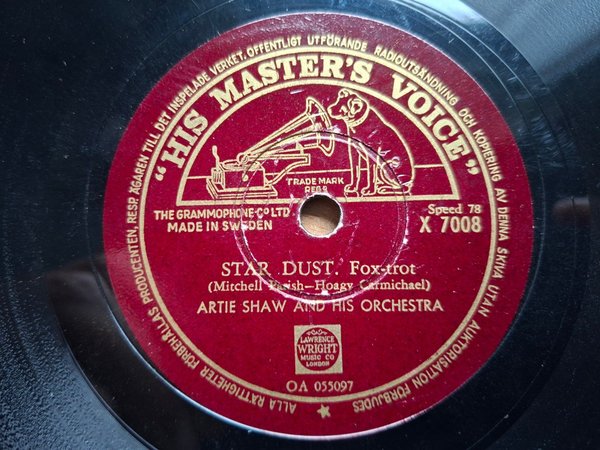 ALLA RÄTTIGHETER FÖRBEHÅLLAS PRODUCENTEN, RESP. ÄGAREN TILL DET INSPELADE VERKET. OFFENTLIGT UTFÖRANDE RADIOUTSÄNDNING OCH KOPIERING AV DENNA SKIVA UTAN AUKTORISATION FÖRBJUDES
"HIS MASTER'S VOICE"
TRADE MARK
REGS
THE GRAMMOPHONE-CO LTD
MADE IN SWEDEN
Speed 78
X 7008
STAR DUST. Fox-trot
(Mitchell Parish-Hoagy Carmichael)
ARTIE SHAW AND HIS ORCHESTRA
LAWRENCE
WRIGHT
MUSIC CO
LONDON
OA 055097